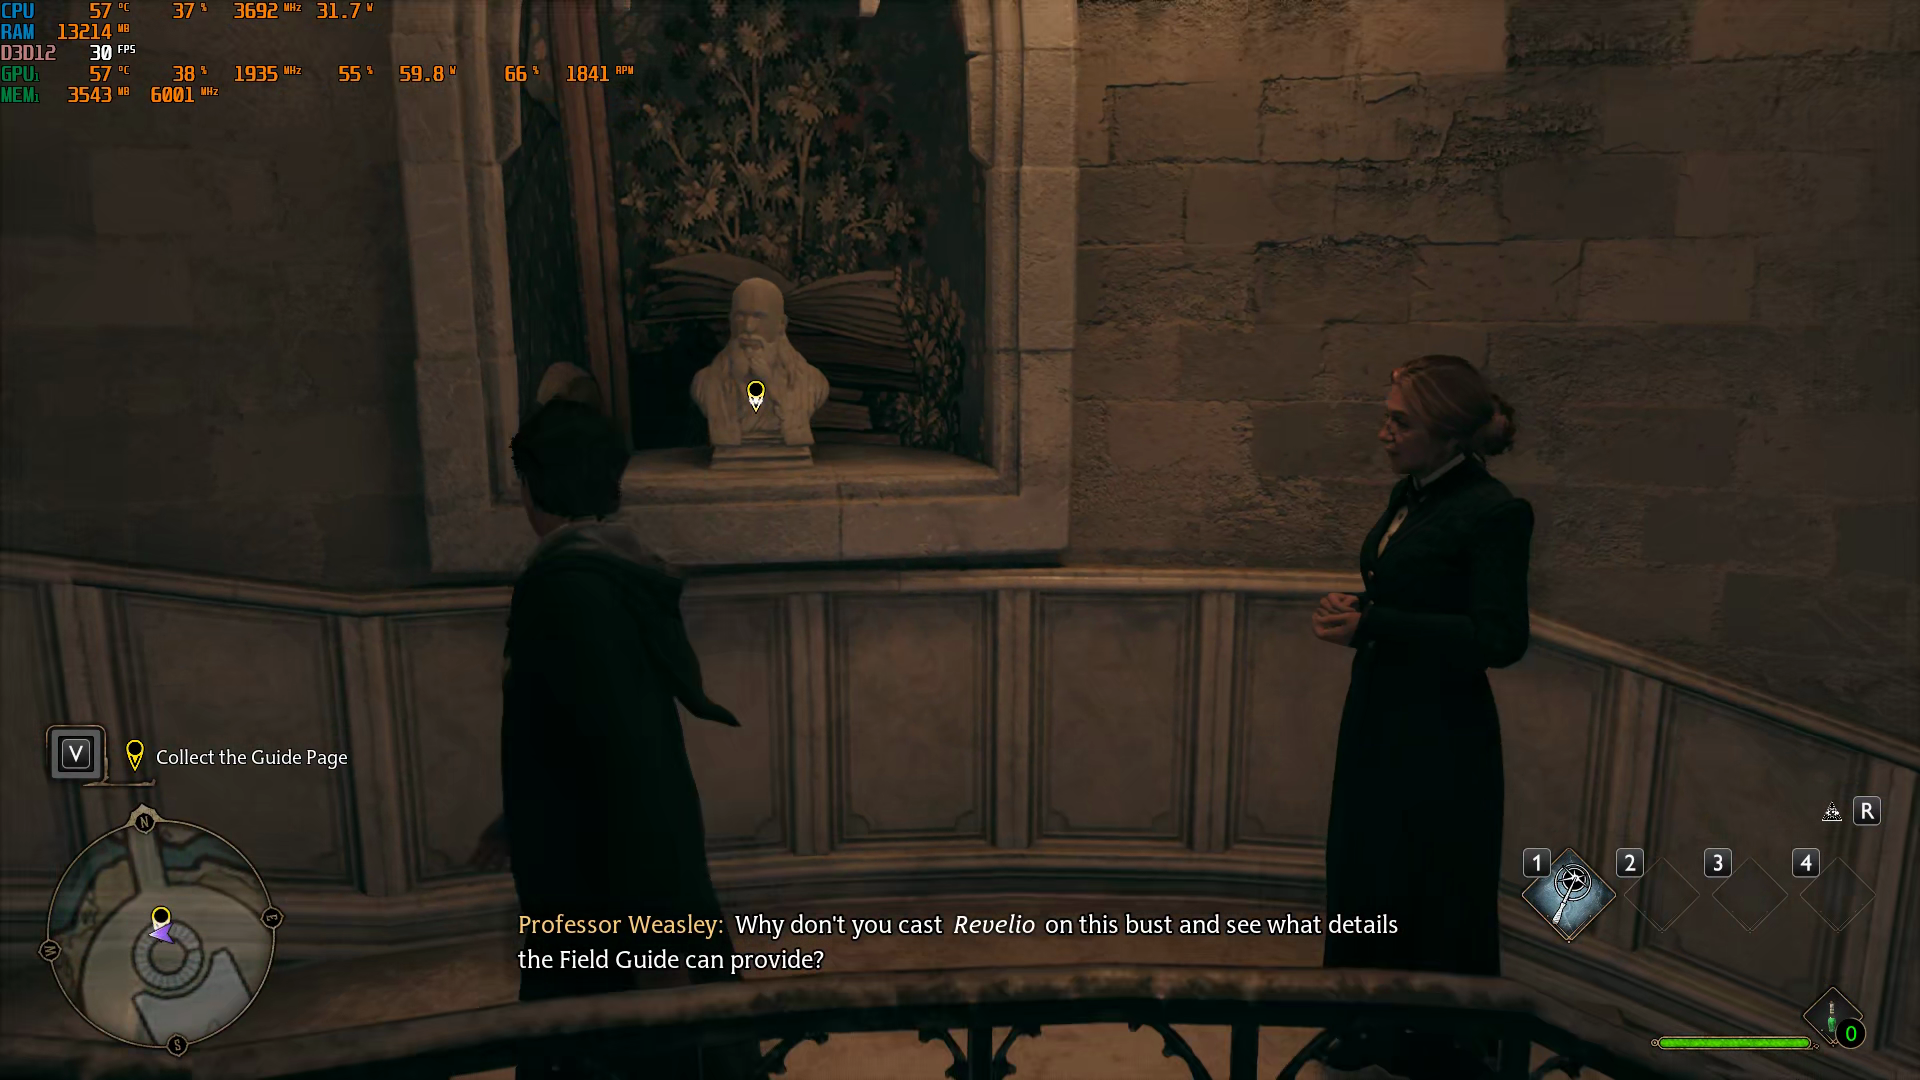 CPU 57 °C 37 % 3692 MHz 31.7 W
RAM 13214 MB
D3D12 30 FPS
GPU1 57 °C 38 % 1935 MHz 55 % 59.8 W 66 % 1841 RPM
MEM1 3543 MB 6001 MHz
V Collect the Guide Page
N
E
W
S
R
1 2 3 4
Professor Weasley: Why don't you cast Revelio on this bust and see what details
the Field Guide can provide?
0